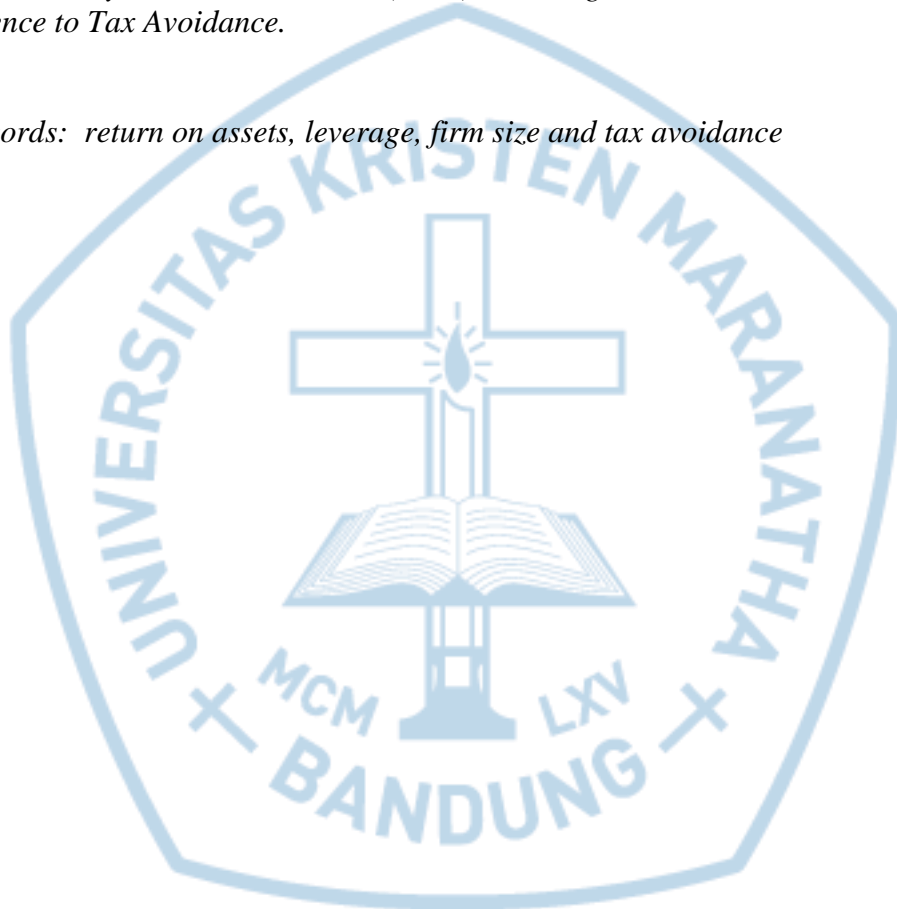 ence to Tax Avoidance.
ords: return on assets, leverage, firm size and tax avoidance
UNIVERSITAS KRISTEN MARANATHA
MCM LXV
BANDUNG